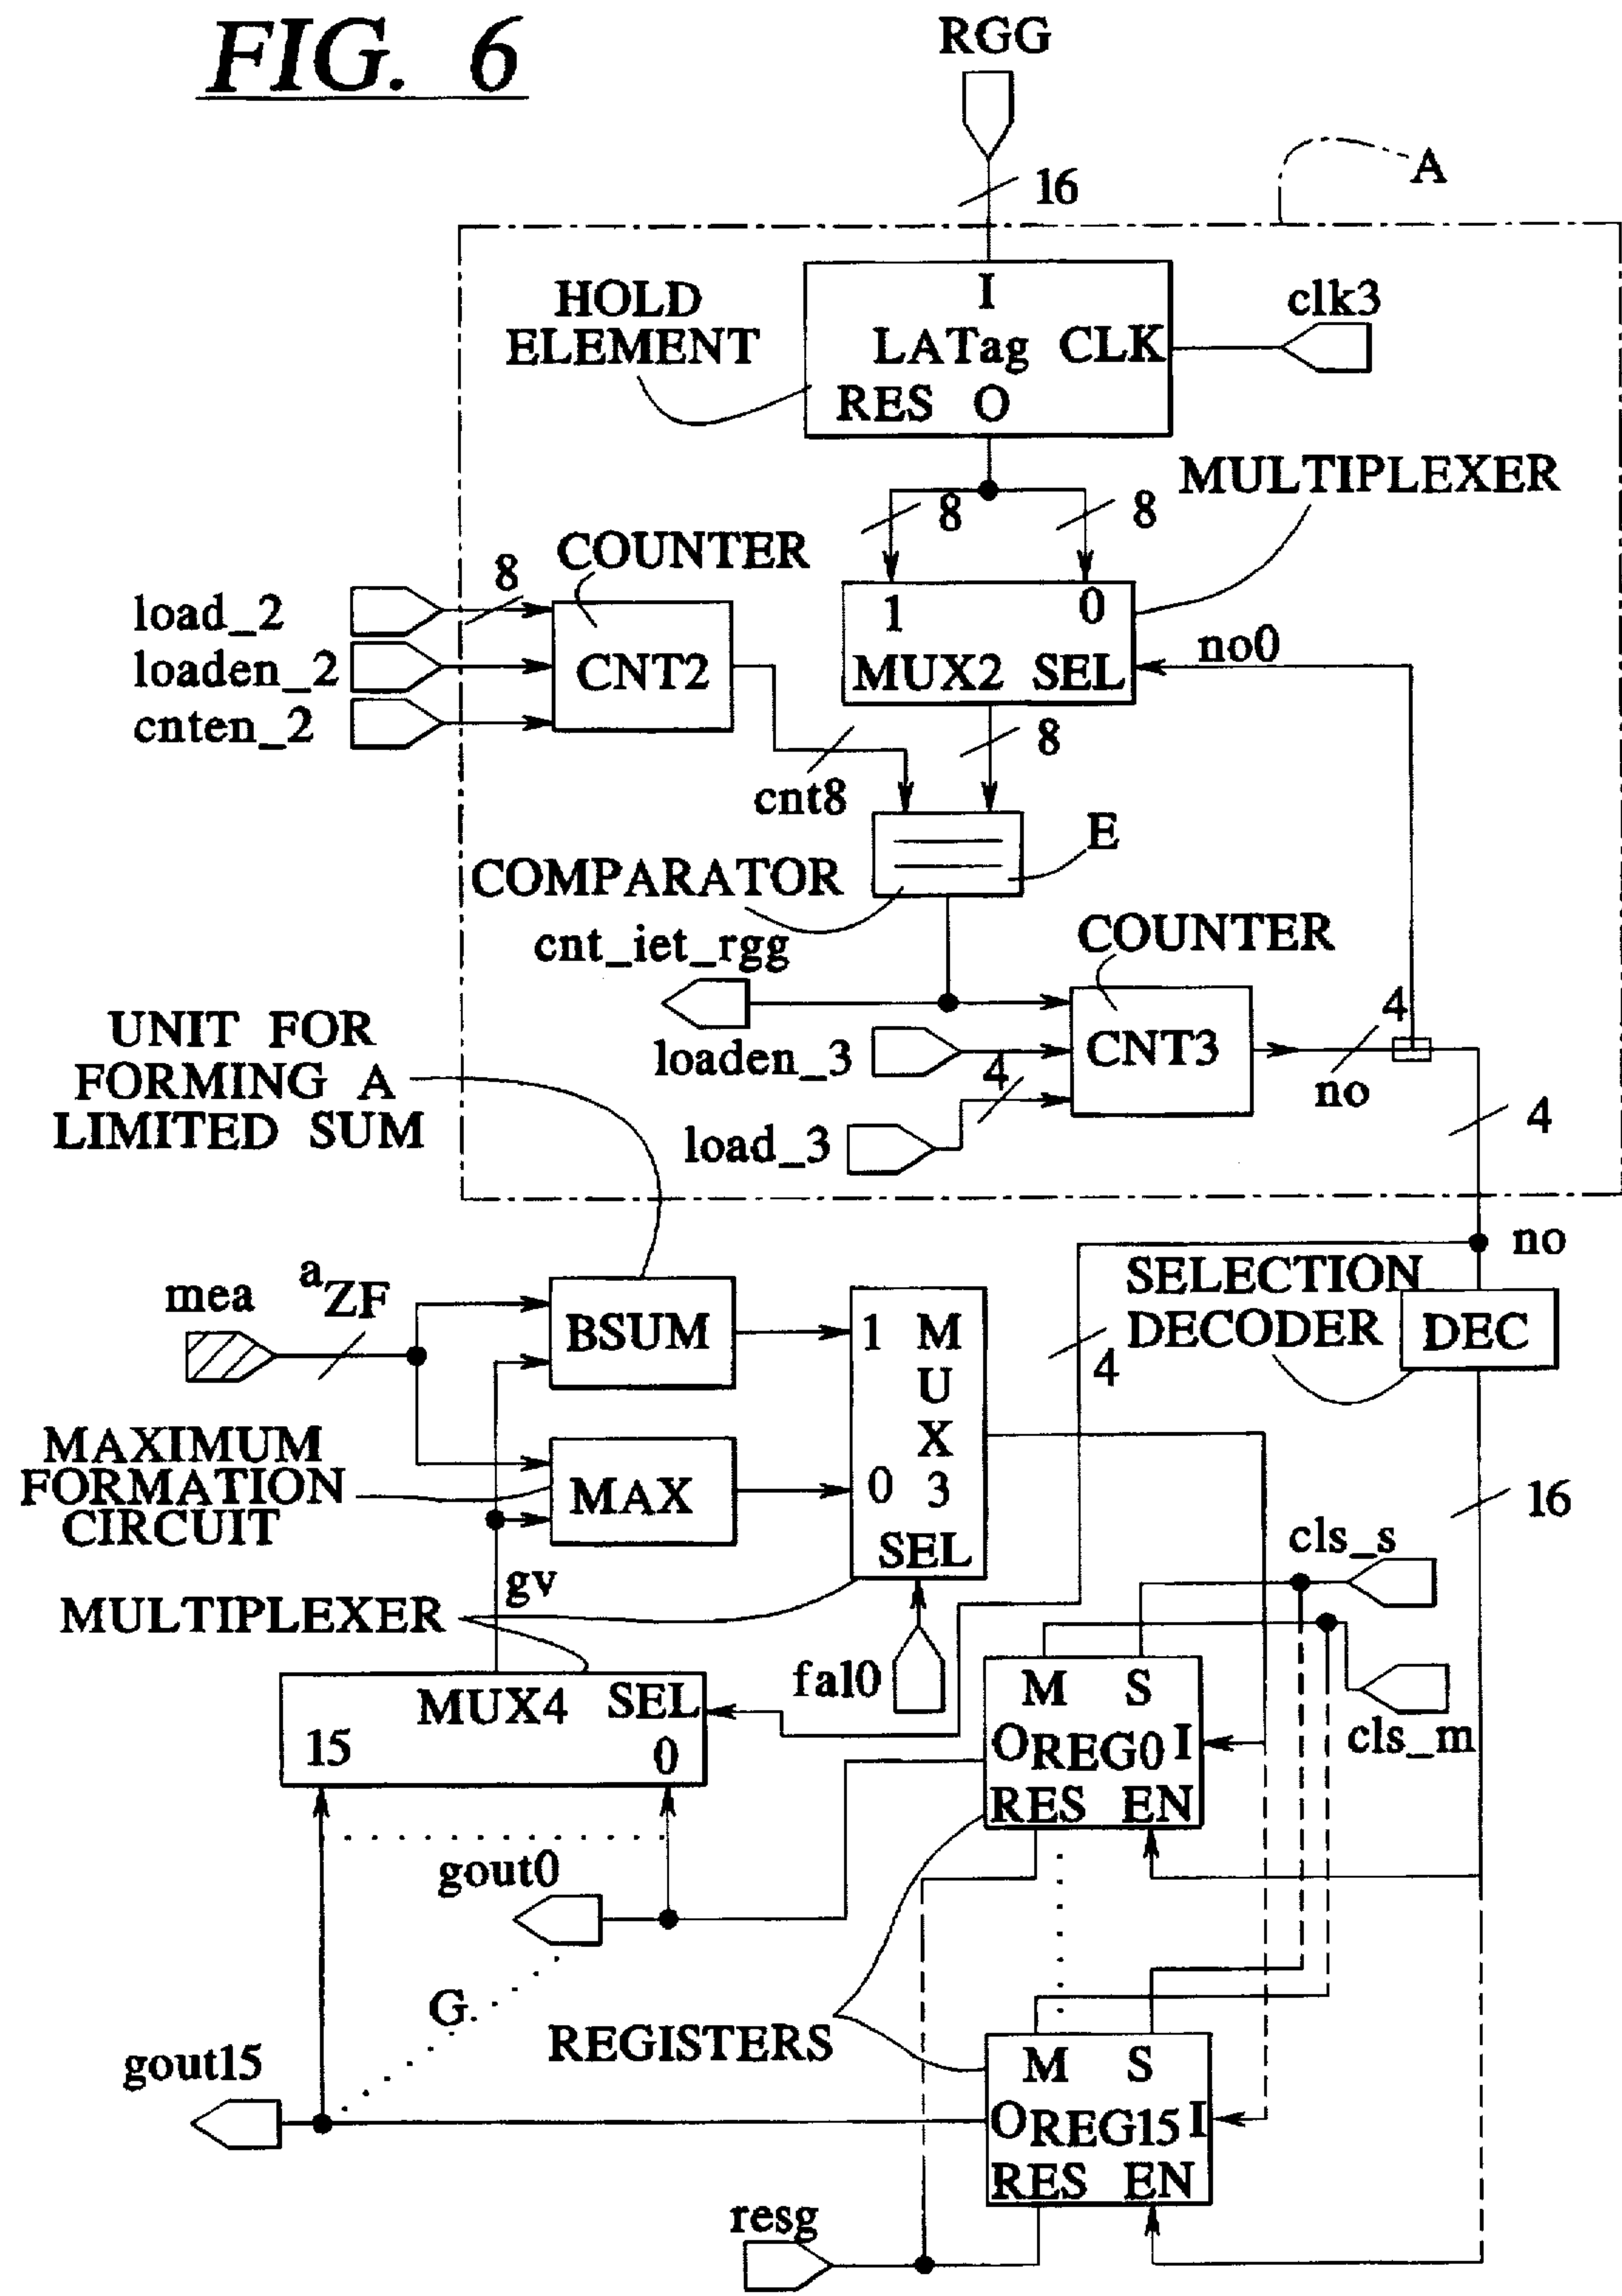 FIG. 6
RGG
16
A
HOLD
ELEMENT
I
LATag CLK
RES O
clk3
MULTIPLEXER
8
8
COUNTER
8
load_2
loaden_2
cnten_2
CNT2
1 0
MUX2 SEL
no0
8
cnt8
E
COMPARATOR
cnt_iet_rgg
COUNTER
loaden_3
CNT3
4
no
4
load_3
4
UNIT FOR
FORMING A
LIMITED SUM
no
mea
aZF
BSUM
1 0
MUX3
SEL
4
SELECTION
DECODER
DEC
MAXIMUM
FORMATION
CIRCUIT
MAX
16
cls_s
gv
MULTIPLEXER
fal0
MUX4 SEL
15 0
M S
O REG0 I
RES EN
cls_m
gout0
G
REGISTERS
gout15
M S
O REG15 I
RES EN
resg